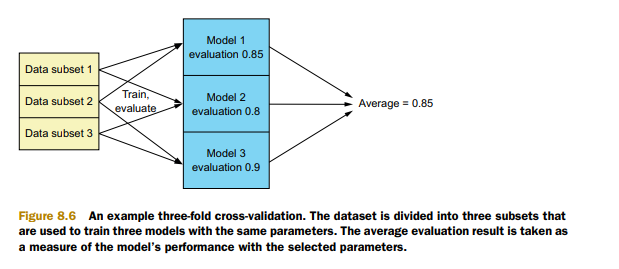 Data subset 1
Data subset 2
Data subset 3
Train,
evaluate
Model 1
evaluation 0.85
Model 2
evaluation 0.8
Model 3
evaluation 0.9
Average = 0.85
Figure 8.6 An example three-fold cross-validation. The dataset is divided into three subsets that
are used to train three models with the same parameters. The average evaluation result is taken as
a measure of the model's performance with the selected parameters.